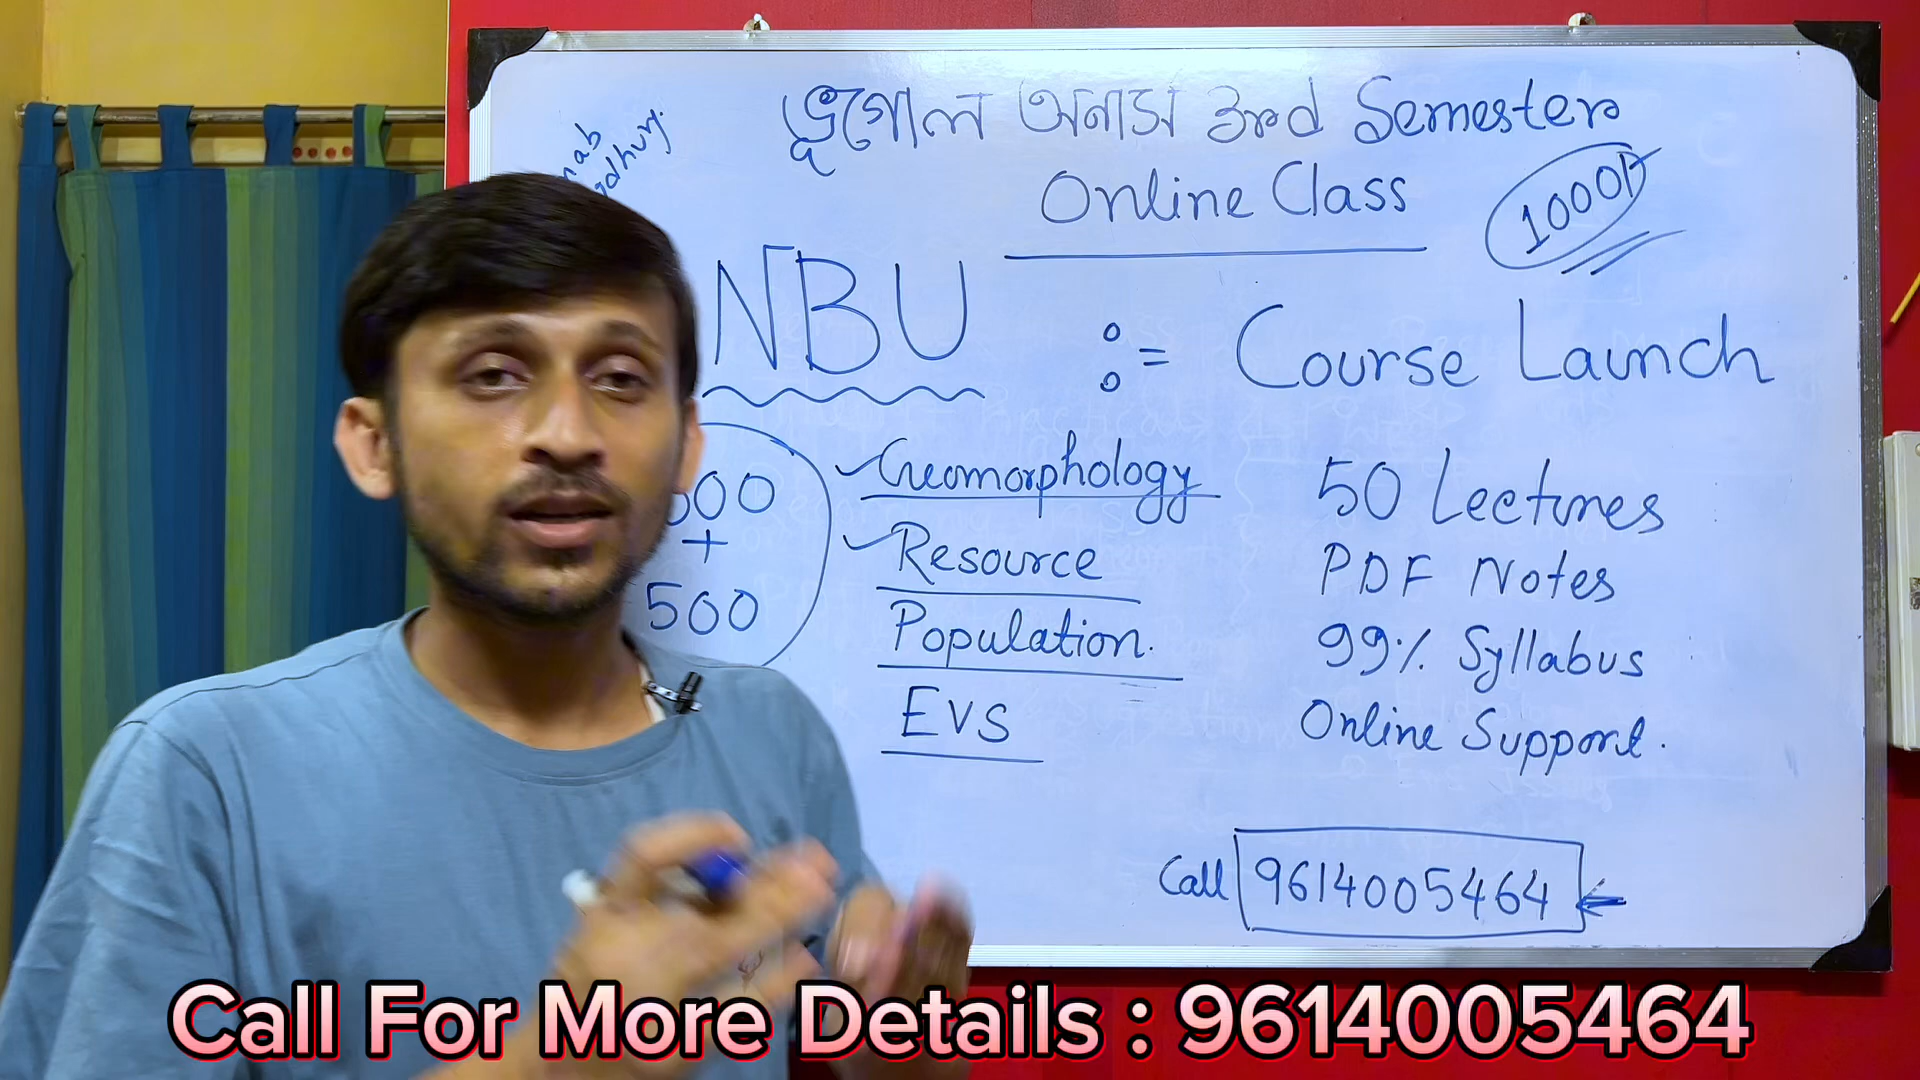 ভূগোল অনার্স 3rd Semester
Online Class
1000/-
NBU := Course Launch
+
500
Geomorphology
Resource
Population.
EVS
50 Lectures
PDF Notes
99% Syllabus
Online Support.
Call 9614005464
Call For More Details : 9614005464